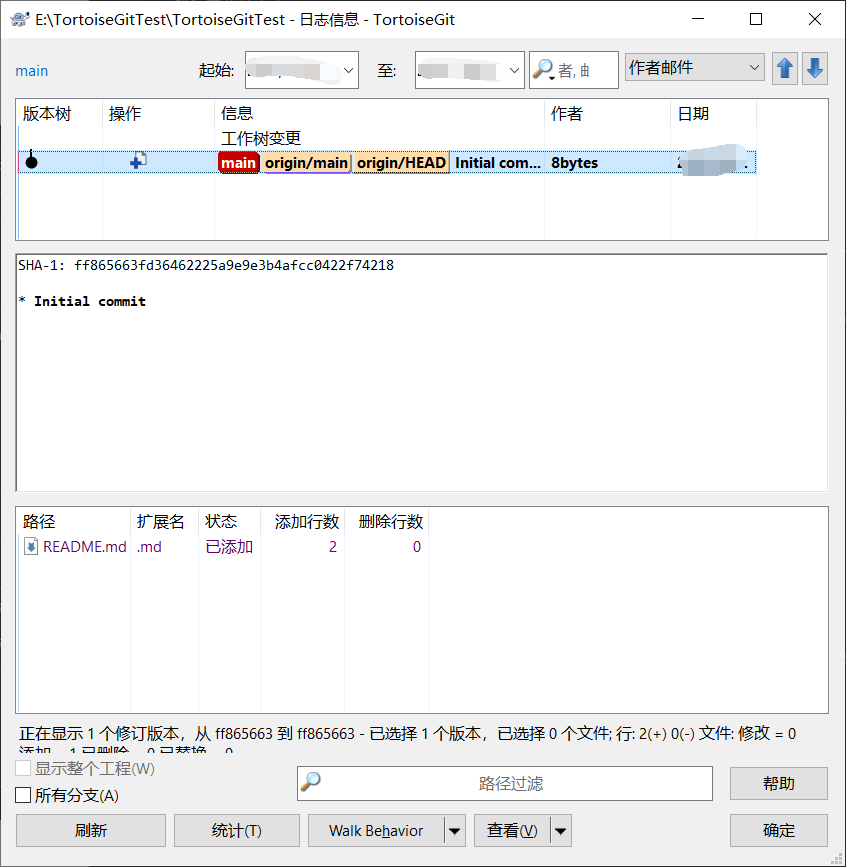 E:\TortoiseGitTest\TortoiseGitTest - 日志信息 - TortoiseGit
main 起始: 至: 者, 作者邮件
版本树 操作 信息 作者 日期
工作树变更
main origin/main origin/HEAD Initial com... 8bytes
SHA-1: ff865663fd36462225a9e9e3b4afcc0422f74218
* Initial commit
路径 扩展名 状态 添加行数 删除行数
README.md .md 已添加 2 0
正在显示 1 个修订版本，从 ff865663 到 ff865663 - 已选择 1 个版本，已选择 0 个文件; 行: 2(+) 0(-) 文件: 修改 = 0
显示整个工程(W)
路径过滤 帮助
所有分支(A)
刷新 统计(T) Walk Behavior 查看(V) 确定